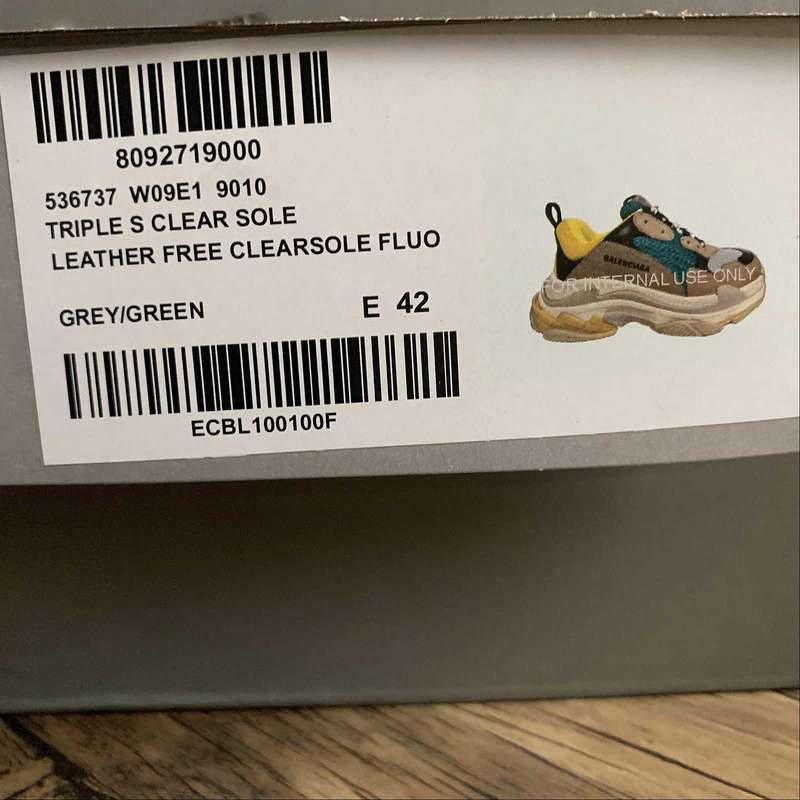 8092719000
536737 W09E1 9010
TRIPLE S CLEAR SOLE
LEATHER FREE CLEARSOLE FLUO
GREY/GREEN E 42
ECBL100100F
BALENCIAGA
FOR INTERNAL USE ONLY